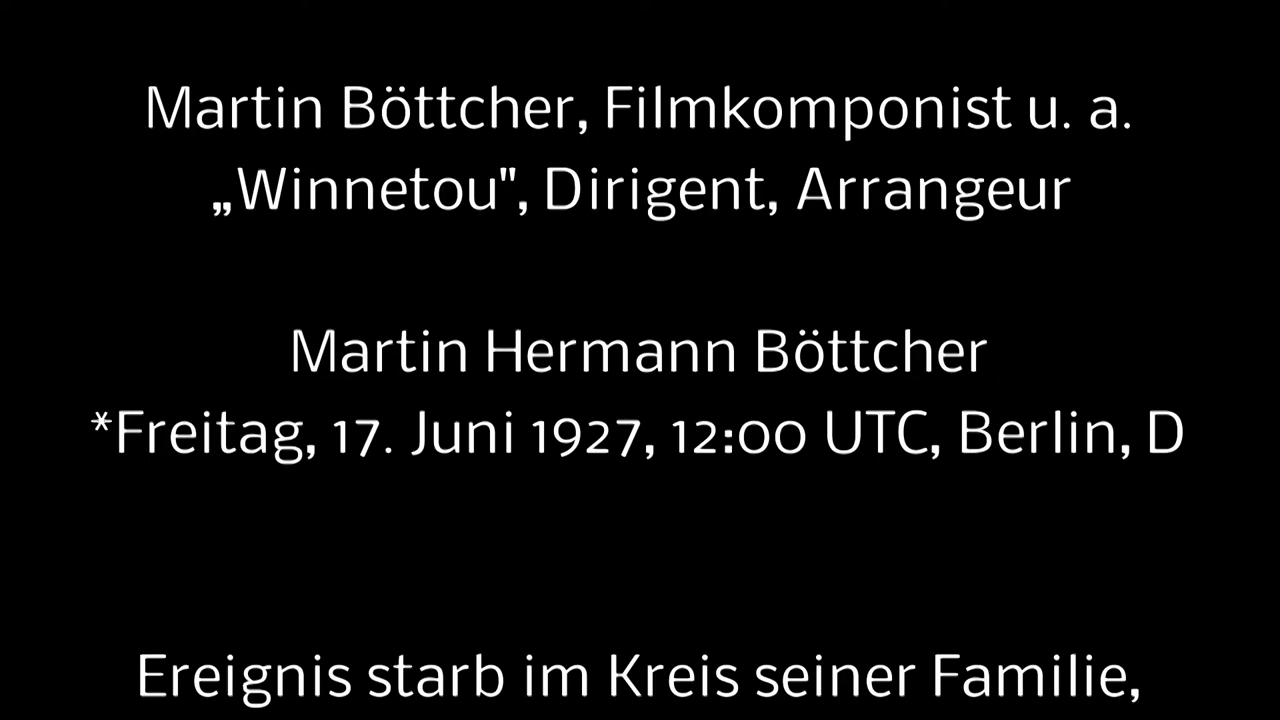 Martin Böttcher, Filmkomponist u. a.
„Winnetou", Dirigent, Arrangeur
Martin Hermann Böttcher
*Freitag, 17. Juni 1927, 12:00 UTC, Berlin, D
Ereignis starb im Kreis seiner Familie,